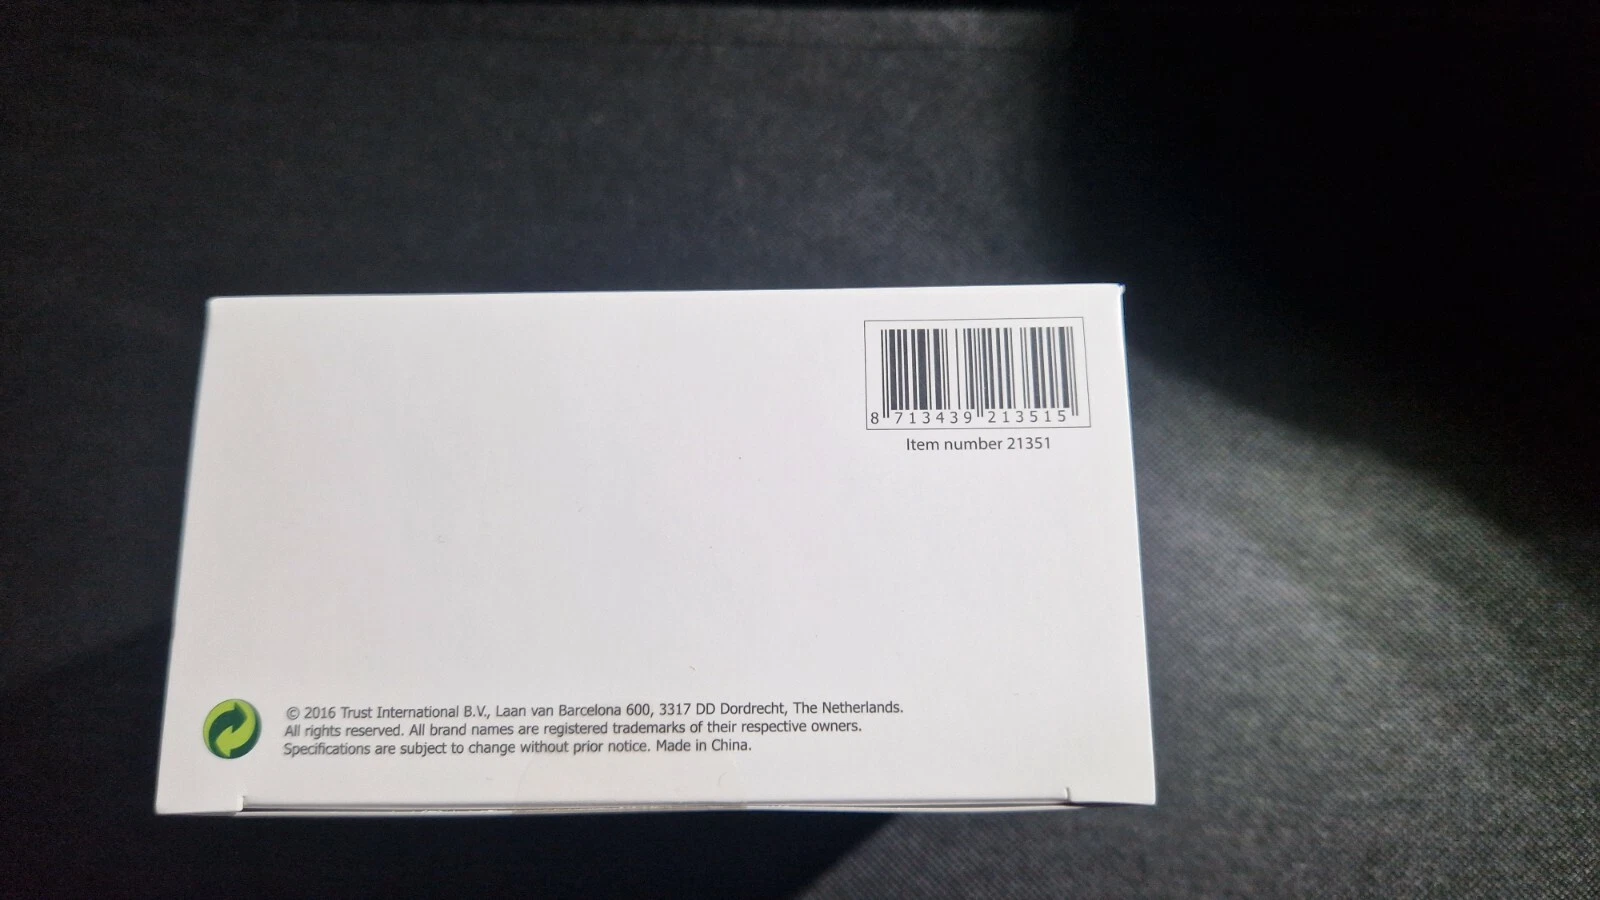 8 713439 213515
Item number 21351
© 2016 Trust International B.V., Laan van Barcelona 600, 3317 DD Dordrecht, The Netherlands.
All rights reserved. All brand names are registered trademarks of their respective owners.
Specifications are subject to change without prior notice. Made in China.